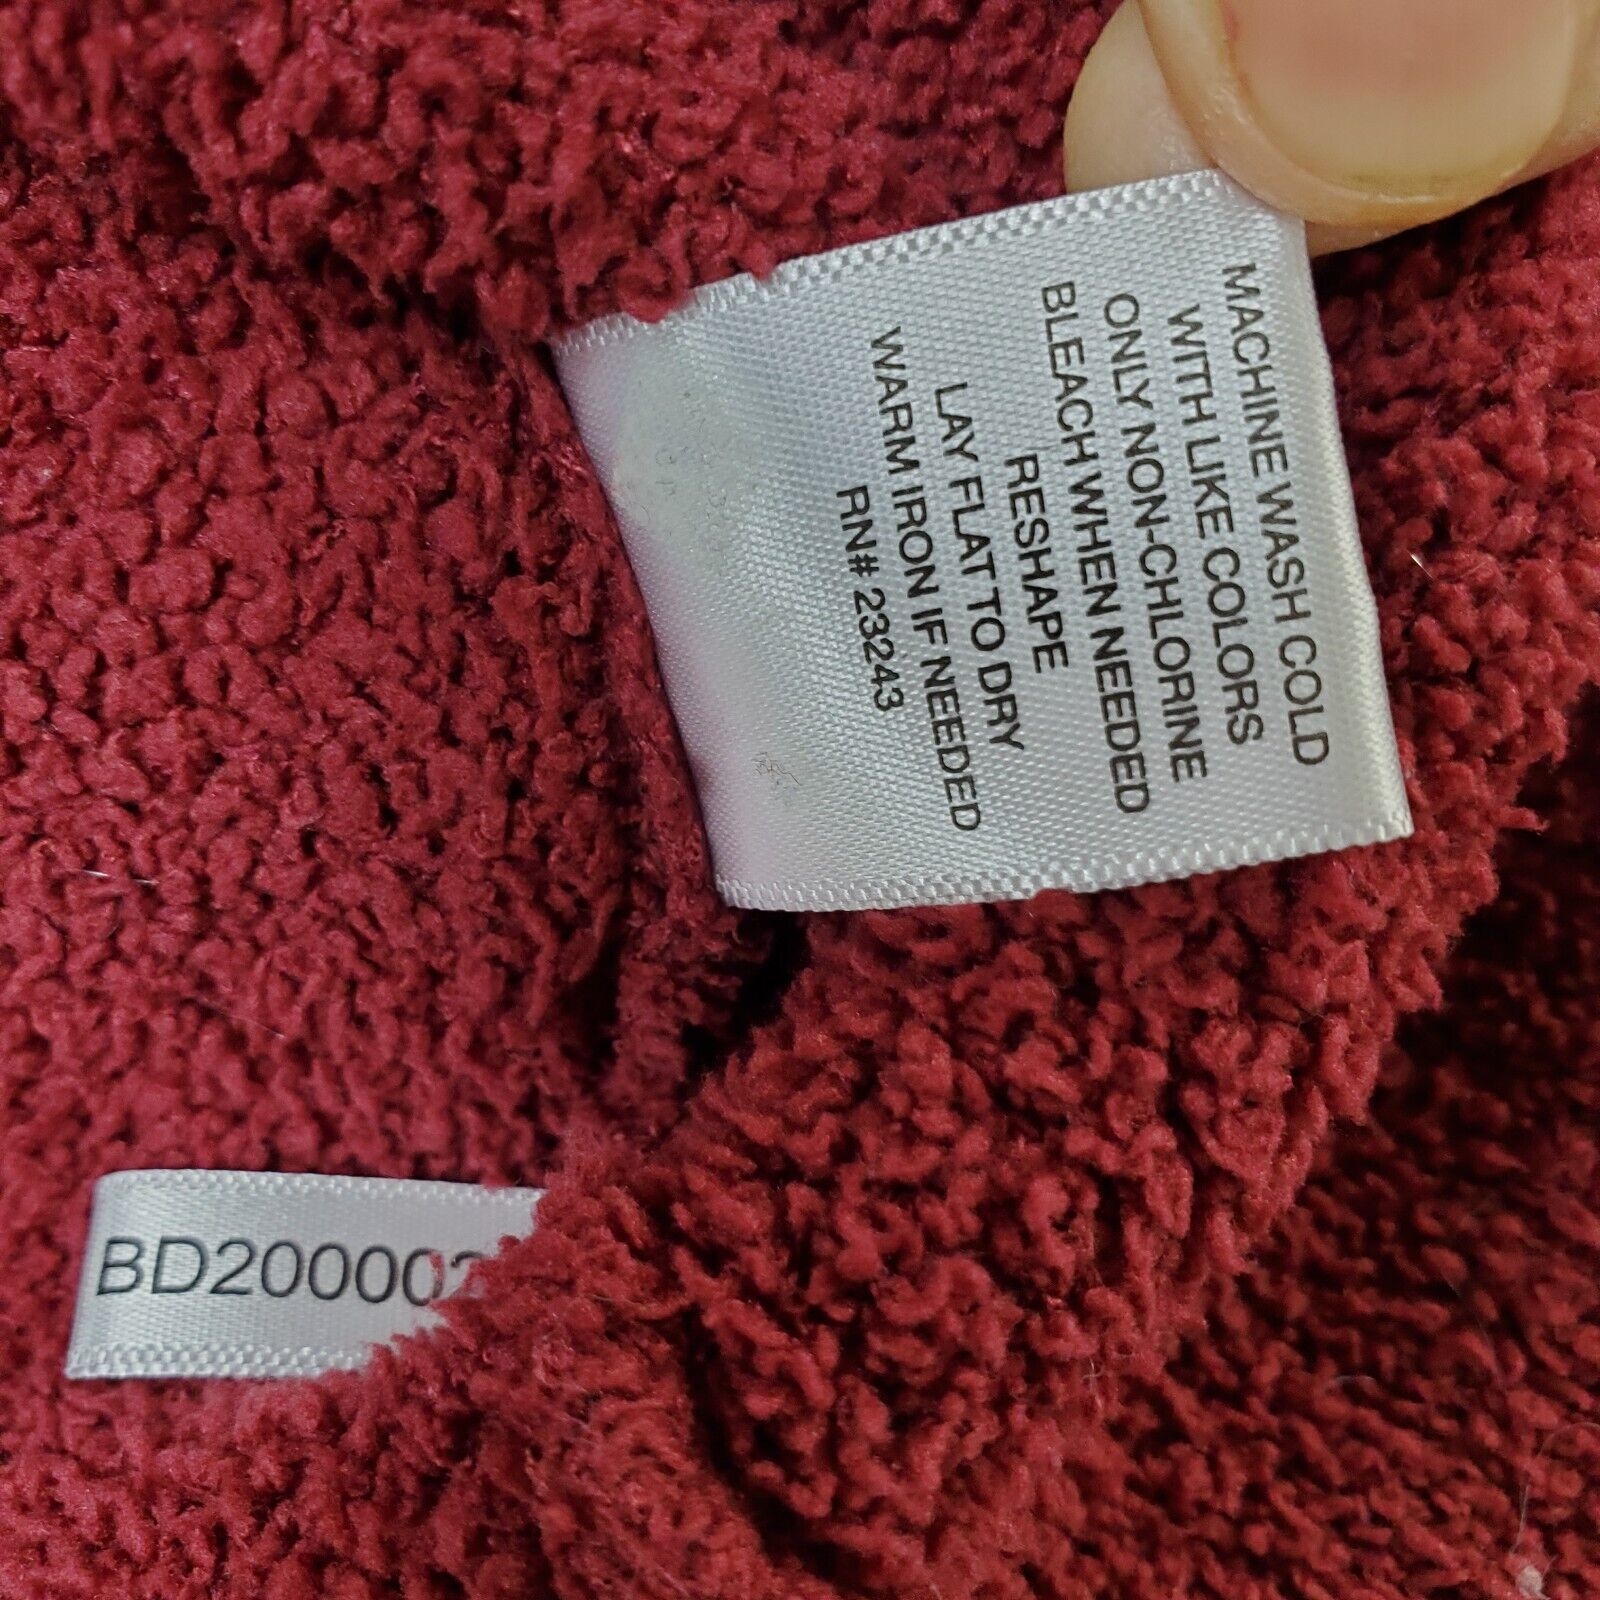 MACHINE WASH COLD
WITH LIKE COLORS
ONLY NON-CHLORINE
BLEACH WHEN NEEDED
RESHAPE
LAY FLAT TO DRY
WARM IRON IF NEEDED
RN# 23243